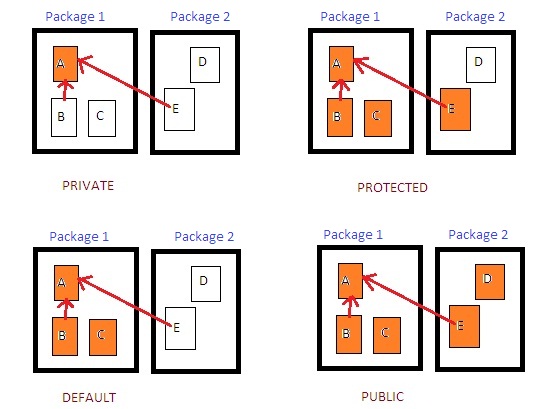 Package 1
Package 2
A
D
B
C
E
PRIVATE
Package 1
Package 2
A
D
B
C
E
PROTECTED
Package 1
Package 2
A
D
B
C
E
DEFAULT
Package 1
Package 2
A
D
B
C
E
PUBLIC